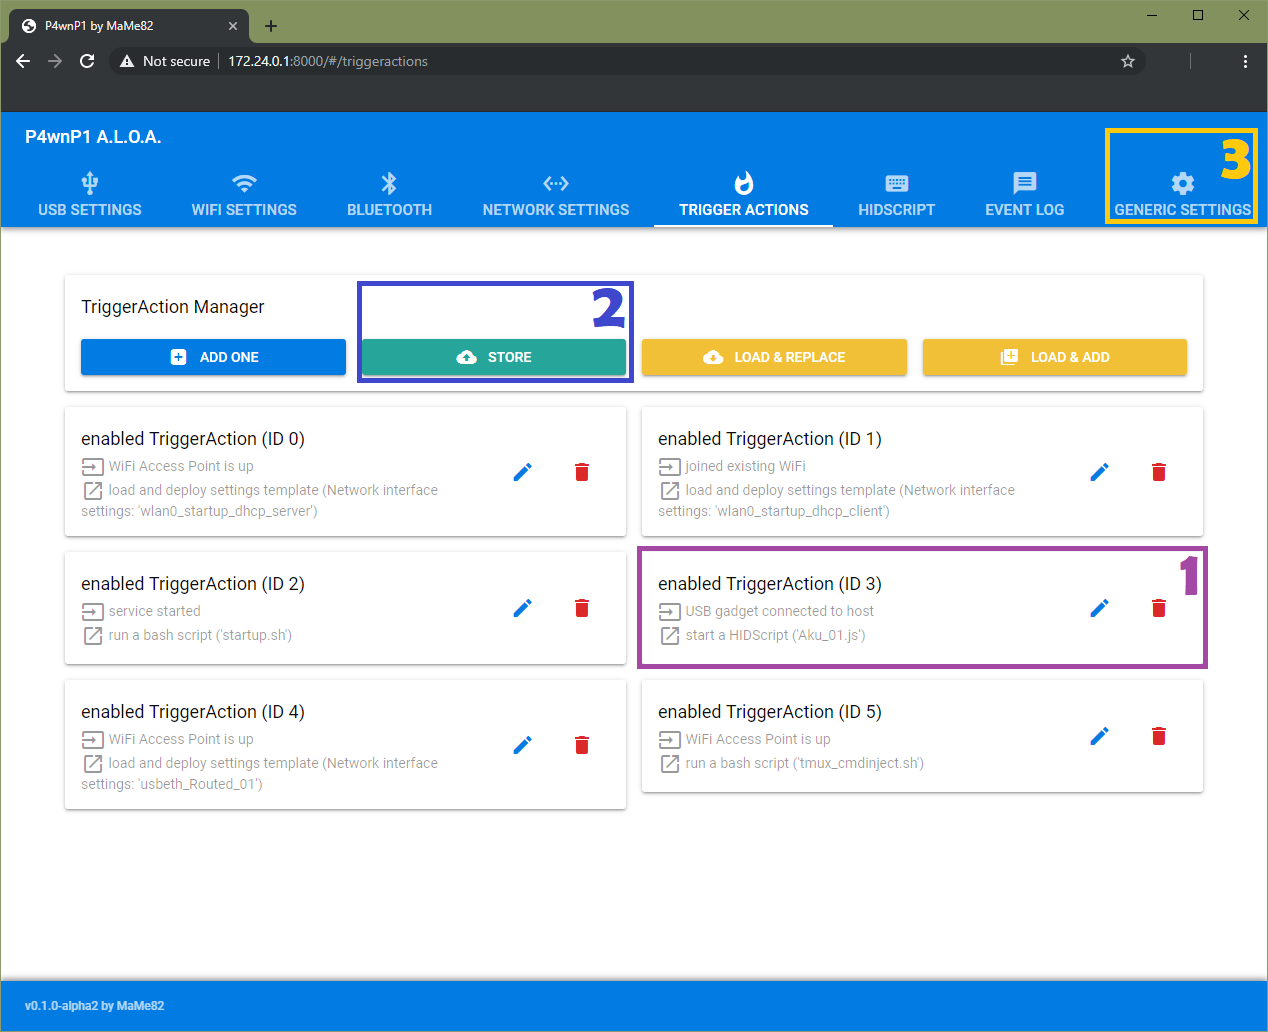 P4wnP1 by MaMe82
Not secure
172.24.0.1:8000/#/triggeractions
P4wnP1 A.L.O.A.
3
USB SETTINGS
WIFI SETTINGS
BLUETOOTH
NETWORK SETTINGS
TRIGGER ACTIONS
HIDSCRIPT
EVENT LOG
GENERIC SETTINGS
TriggerAction Manager
2
ADD ONE
STORE
LOAD & REPLACE
LOAD & ADD
enabled TriggerAction (ID 0)
WiFi Access Point is up
load and deploy settings template (Network interface
settings: 'wlan0_startup_dhcp_server')
enabled TriggerAction (ID 1)
joined existing WiFi
load and deploy settings template (Network interface
settings: 'wlan0_startup_dhcp_client')
enabled TriggerAction (ID 2)
service started
run a bash script ('startup.sh')
1
enabled TriggerAction (ID 3)
USB gadget connected to host
start a HIDScript ('Aku_01.js')
enabled TriggerAction (ID 4)
WiFi Access Point is up
load and deploy settings template (Network interface
settings: 'usbeth_Routed_01')
enabled TriggerAction (ID 5)
WiFi Access Point is up
run a bash script ('tmux_cmdinject.sh')
v0.1.0-alpha2 by MaMe82